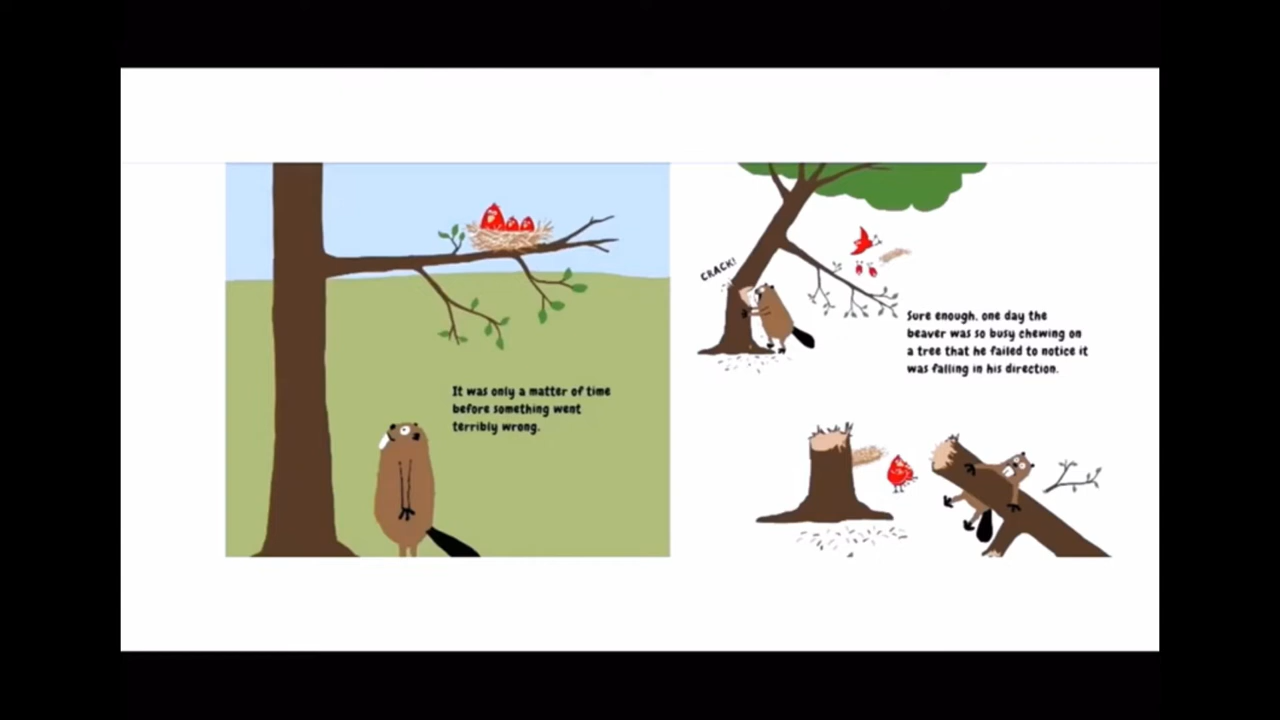 It was only a matter of time
before something went
terribly wrong.
CRACK!
Sure enough, one day the
beaver was so busy chewing on
a tree that he failed to notice it
was falling in his direction.